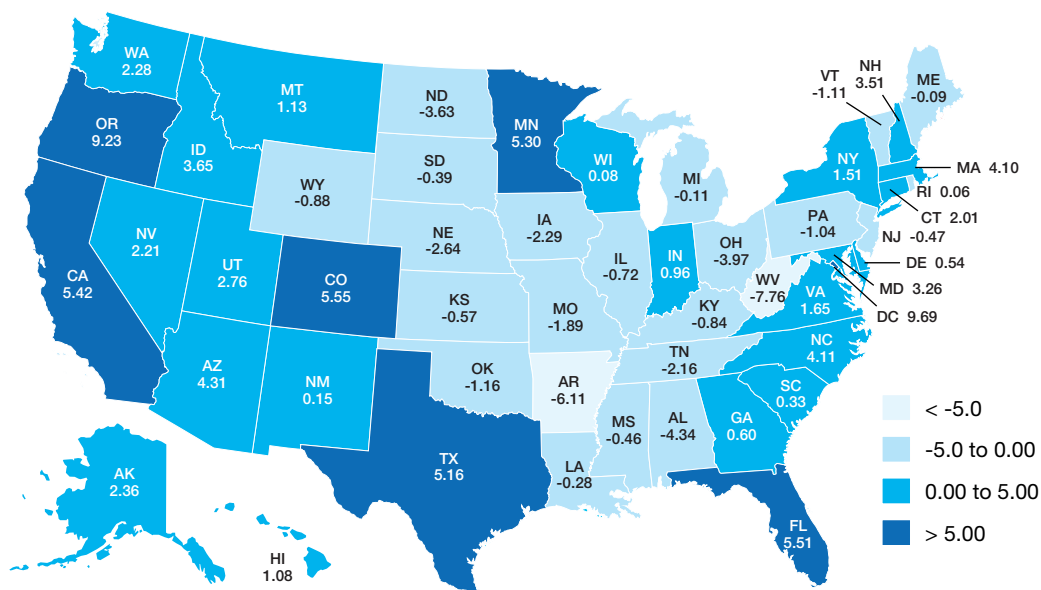 WA
2.28
MT
1.13
ND
-3.63
MN
5.30
OR
9.23
ID
3.65
WY
-0.88
SD
-0.39
WI
0.08
MI
-0.11
NY
1.51
VT
-1.11
NH
3.51
ME
-0.09
MA 4.10
RI 0.06
CT 2.01
NJ -0.47
DE 0.54
MD 3.26
DC 9.69
PA
-1.04
NV
2.21
UT
2.76
CA
5.42
CO
5.55
NE
-2.64
IA
-2.29
IL
-0.72
IN
0.96
OH
-3.97
WV
-7.76
VA
1.65
KS
-0.57
MO
-1.89
KY
-0.84
NC
4.11
TN
-2.16
SC
0.33
AZ
4.31
NM
0.15
OK
-1.16
AR
-6.11
MS
-0.46
AL
-4.34
GA
0.60
TX
5.16
LA
-0.28
FL
5.51
AK
2.36
HI
1.08
< -5.0
-5.0 to 0.00
0.00 to 5.00
> 5.00